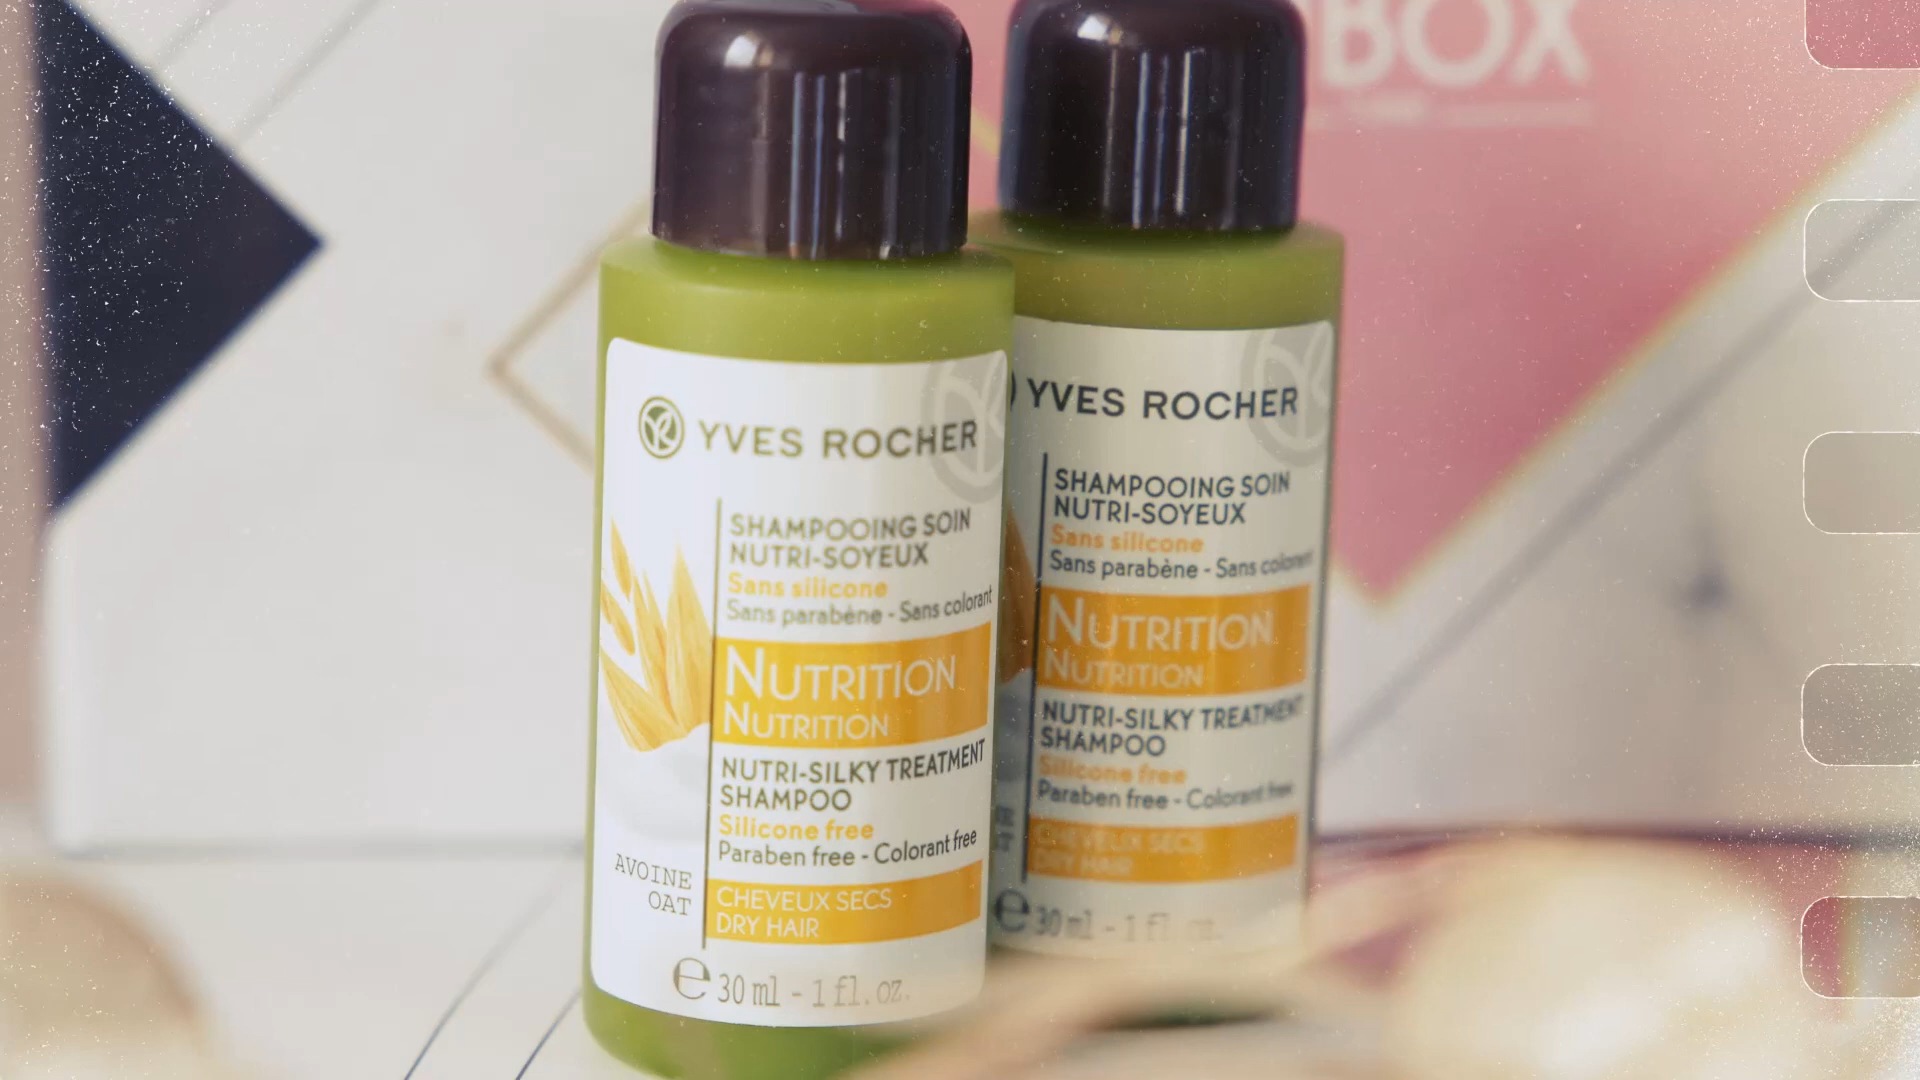 BOX
YVES ROCHER
SHAMPOOING SOIN
NUTRI-SOYEUX
Sans silicone
Sans parabène - Sans colorant
NUTRITION
NUTRITION
NUTRI-SILKY TREATMENT
SHAMPOO
Silicone free
Paraben free - Colorant free
AVOINE
OAT
CHEVEUX SECS
DRY HAIR
℮ 30 ml - 1 fl. oz.
YVES ROCHER
SHAMPOOING SOIN
NUTRI-SOYEUX
Sans silicone
Sans parabène - Sans colorant
NUTRITION
NUTRITION
NUTRI-SILKY TREATMENT
SHAMPOO
Silicone free
Paraben free - Colorant free
CHEVEUX SECS
DRY HAIR
℮ 30 ml - 1 fl. oz.